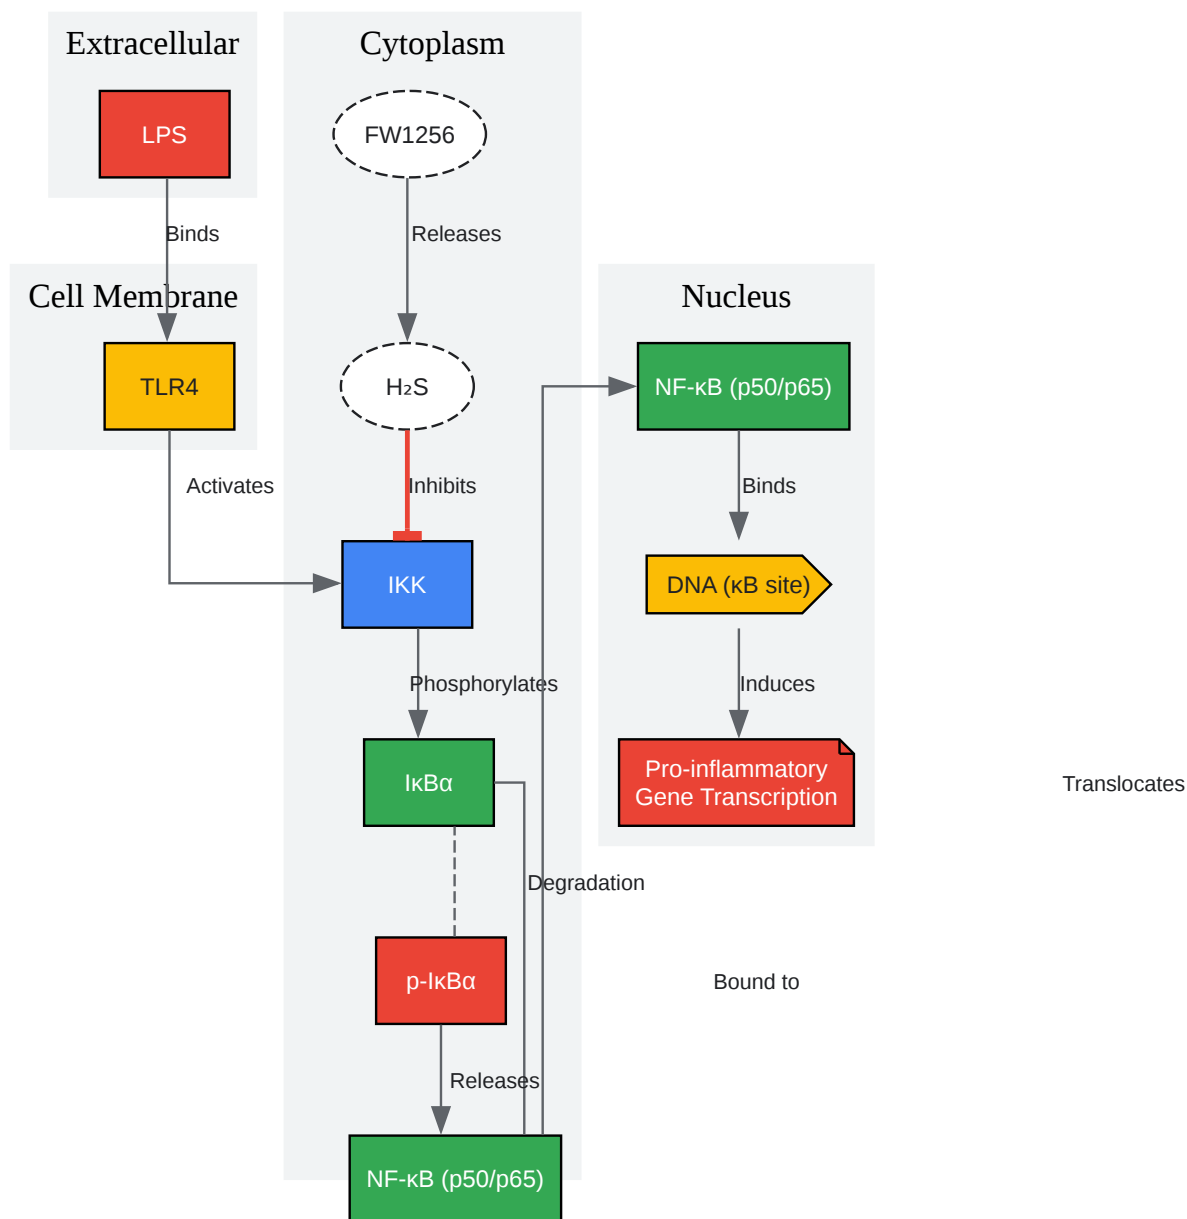 Extracellular
Cytoplasm
LPS
FW1256
Binds
Releases
Cell Membrane
Nucleus
TLR4
H₂S
NF-κB (p50/p65)
Activates
Inhibits
Binds
IKK
DNA (κB site)
Phosphorylates
Induces
IκBα
Pro-inflammatory
Gene Transcription
Translocates
Degradation
p-IκBα
Bound to
Releases
NF-κB (p50/p65)